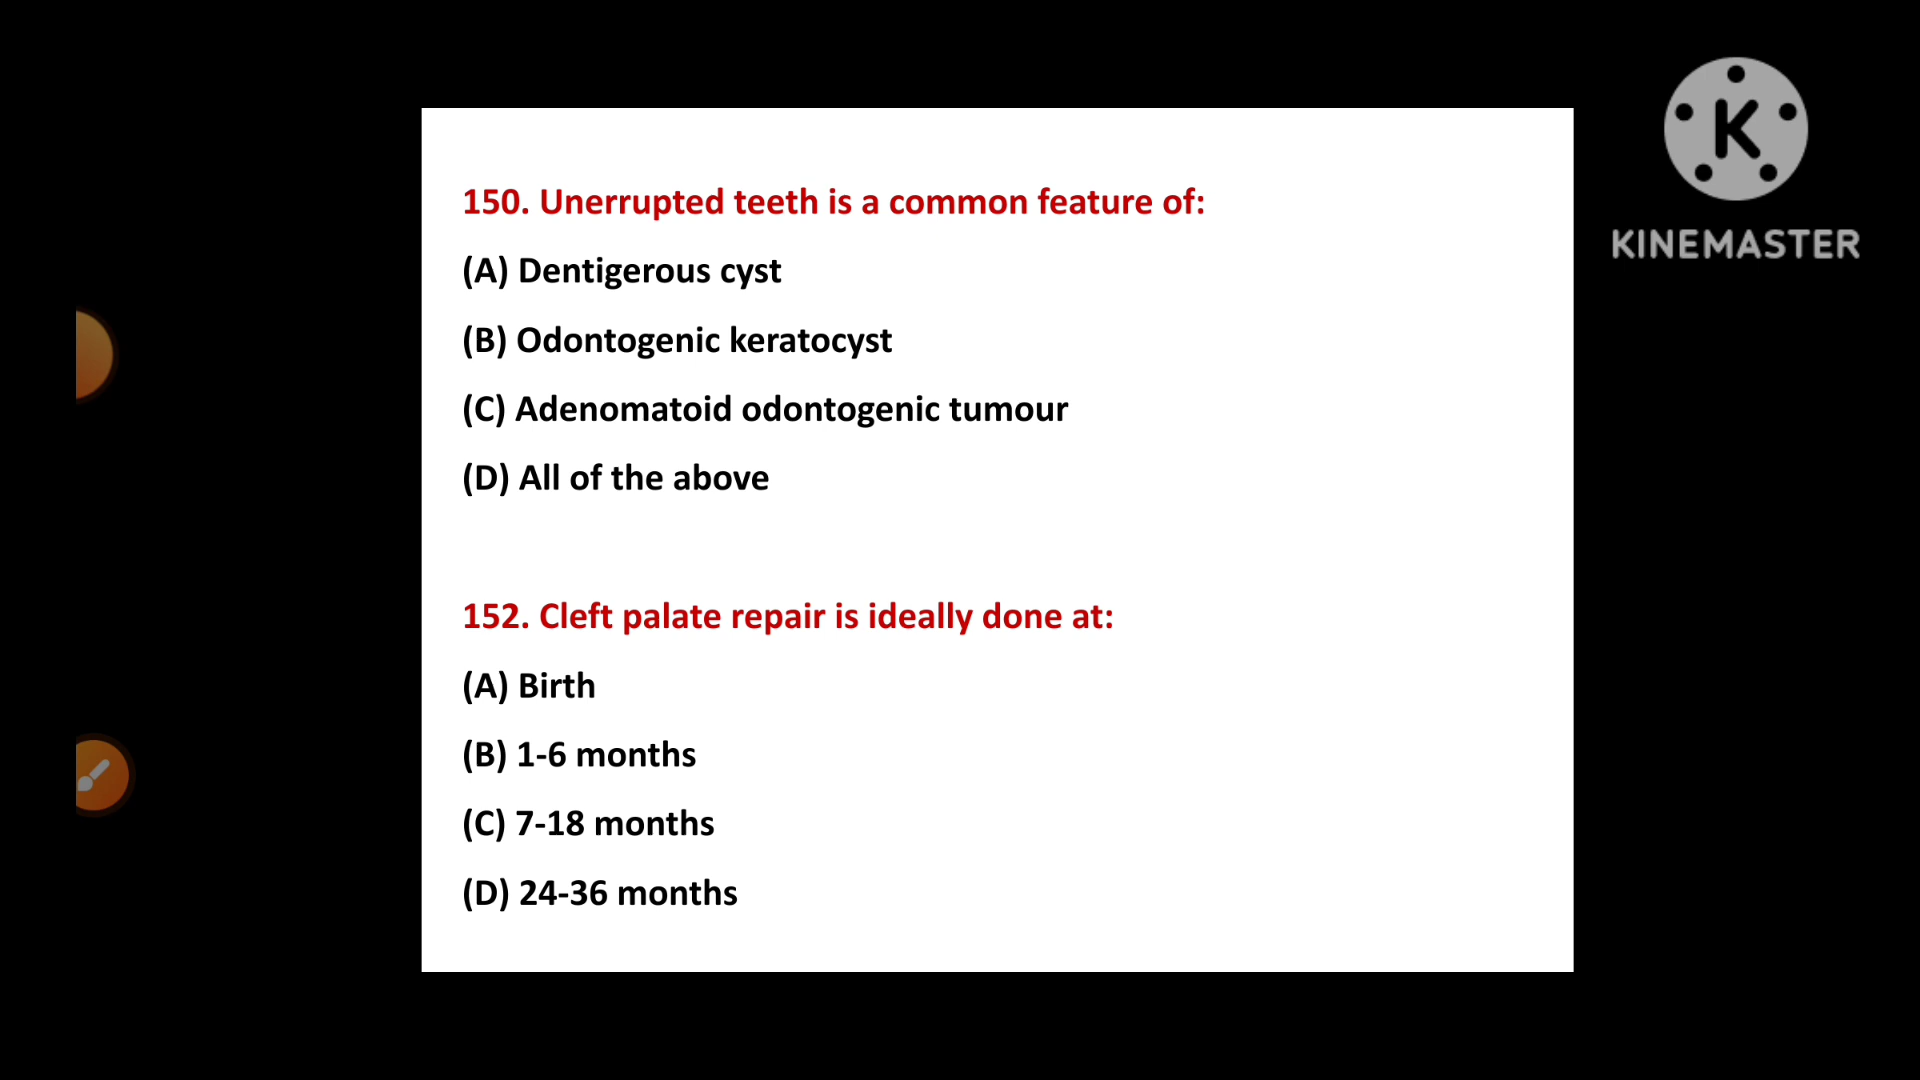 150. Unerrupted teeth is a common feature of:
(A) Dentigerous cyst
(B) Odontogenic keratocyst
(C) Adenomatoid odontogenic tumour
(D) All of the above
152. Cleft palate repair is ideally done at:
(A) Birth
(B) 1-6 months
(C) 7-18 months
(D) 24-36 months
K
KINEMASTER